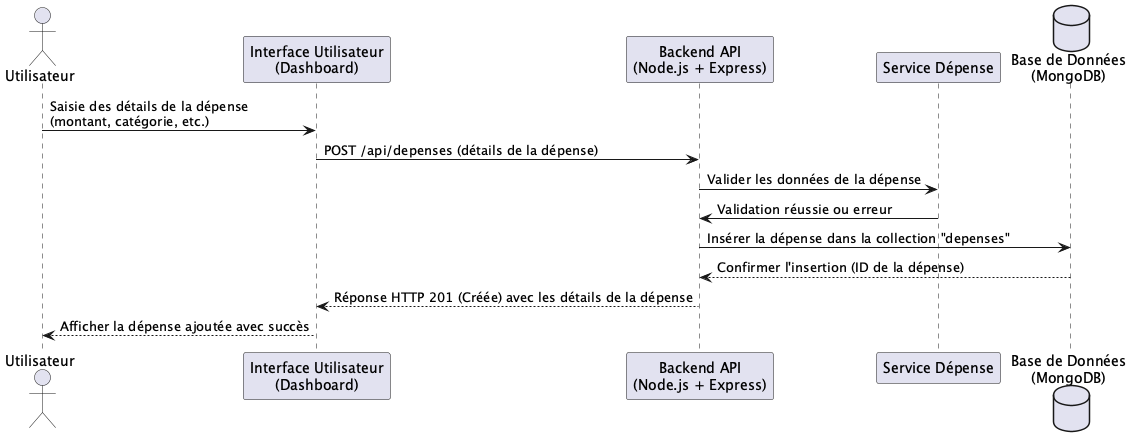 Utilisateur
Interface Utilisateur
(Dashboard)
Backend API
(Node.js + Express)
Service Dépense
Base de Données
(MongoDB)
Saisie des détails de la dépense
(montant, catégorie, etc.)
POST /api/depenses (détails de la dépense)
Valider les données de la dépense
Validation réussie ou erreur
Insérer la dépense dans la collection "depenses"
Confirmer l'insertion (ID de la dépense)
Réponse HTTP 201 (Créée) avec les détails de la dépense
Afficher la dépense ajoutée avec succès
Utilisateur
Interface Utilisateur
(Dashboard)
Backend API
(Node.js + Express)
Service Dépense
Base de Données
(MongoDB)